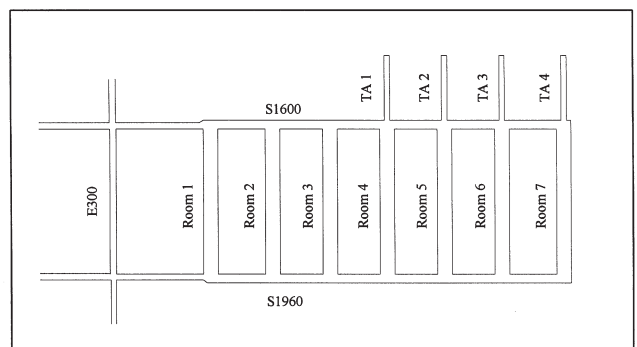 TA 1
TA 2
TA 3
TA 4
S1600
E300
Room 1
Room 2
Room 3
Room 4
Room 5
Room 6
Room 7
S1960